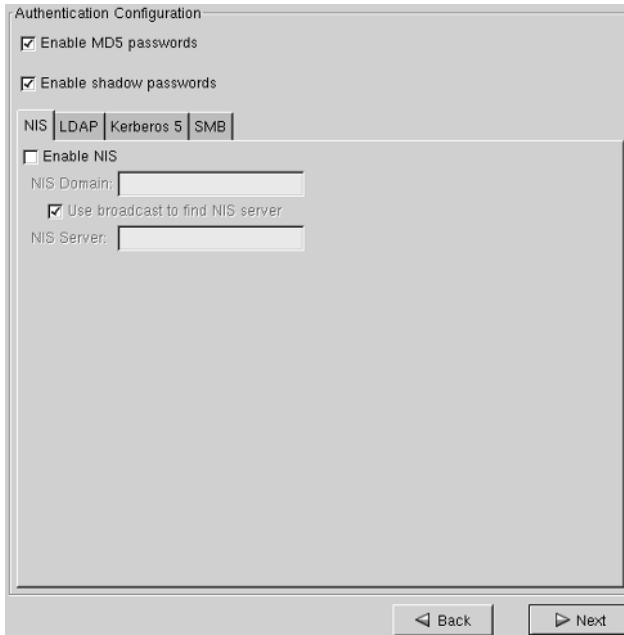 Authentication Configuration
Enable MD5 passwords
Enable shadow passwords
NIS LDAP Kerberos 5 SMB
Enable NIS
NIS Domain:
Use broadcast to find NIS server
NIS Server:
Back Next